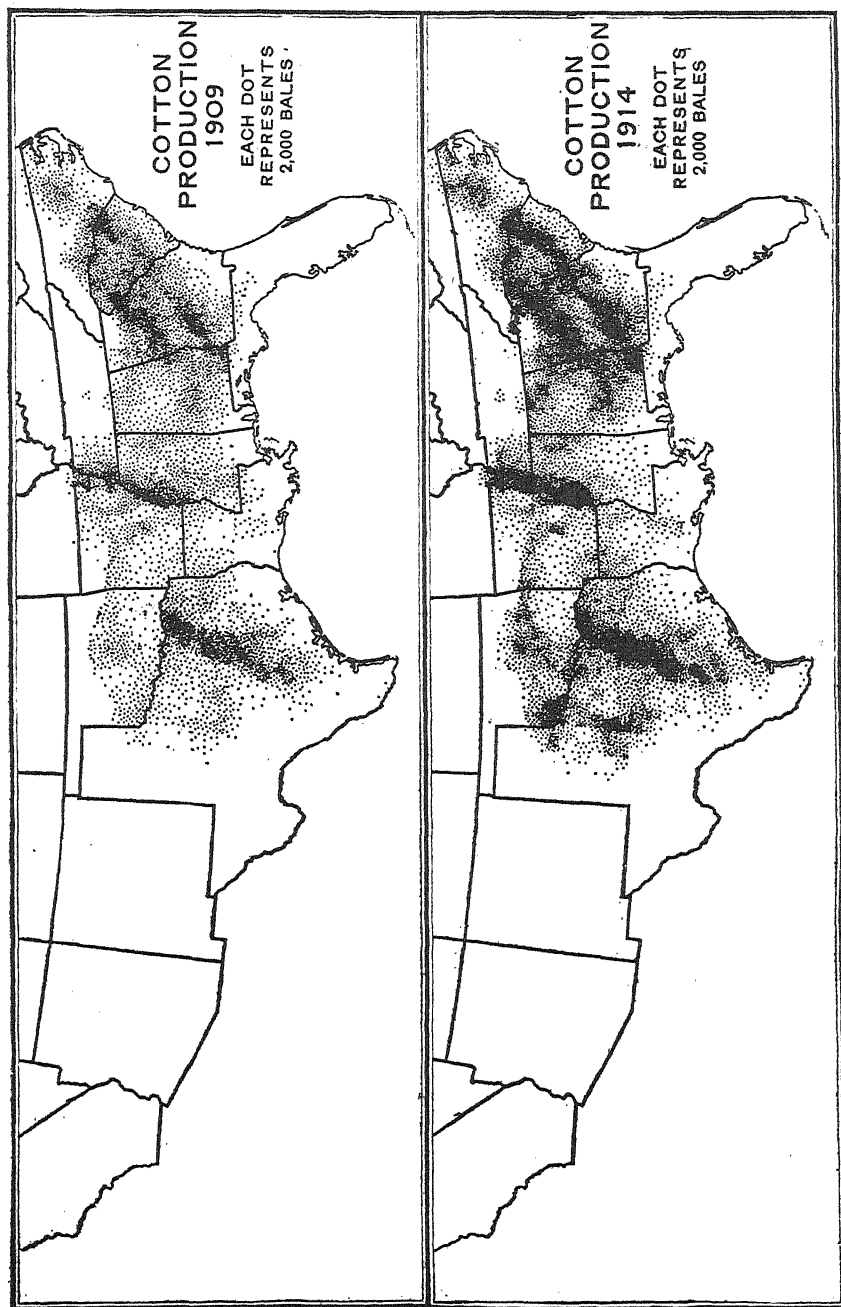 COTTON
PRODUCTION
1909
EACH DOT
REPRESENTS
2,000 BALES
COTTON
PRODUCTION
1914
EACH DOT
REPRESENTS
2,000 BALES